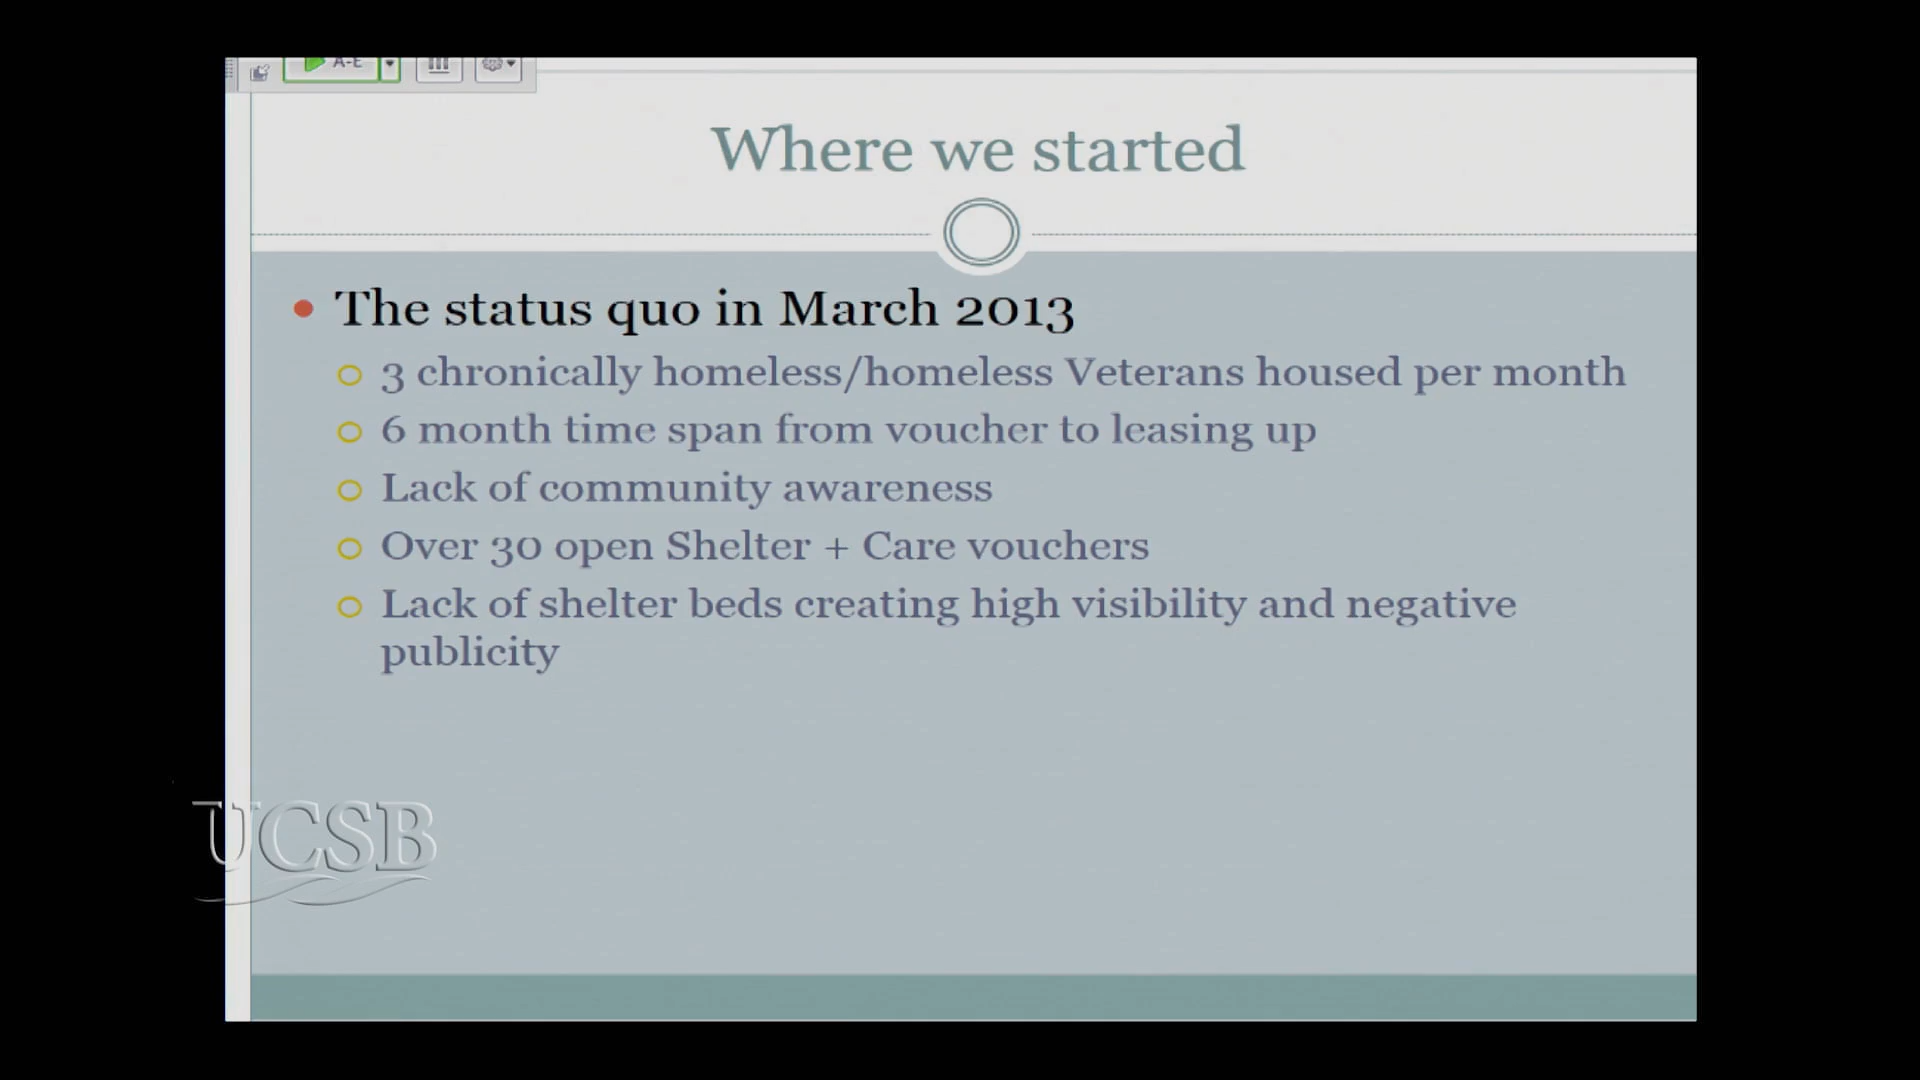 A-E
Where we started
The status quo in March 2013
3 chronically homeless/homeless Veterans housed per month
6 month time span from voucher to leasing up
Lack of community awareness
Over 30 open Shelter + Care vouchers
Lack of shelter beds creating high visibility and negative
publicity
UCSB